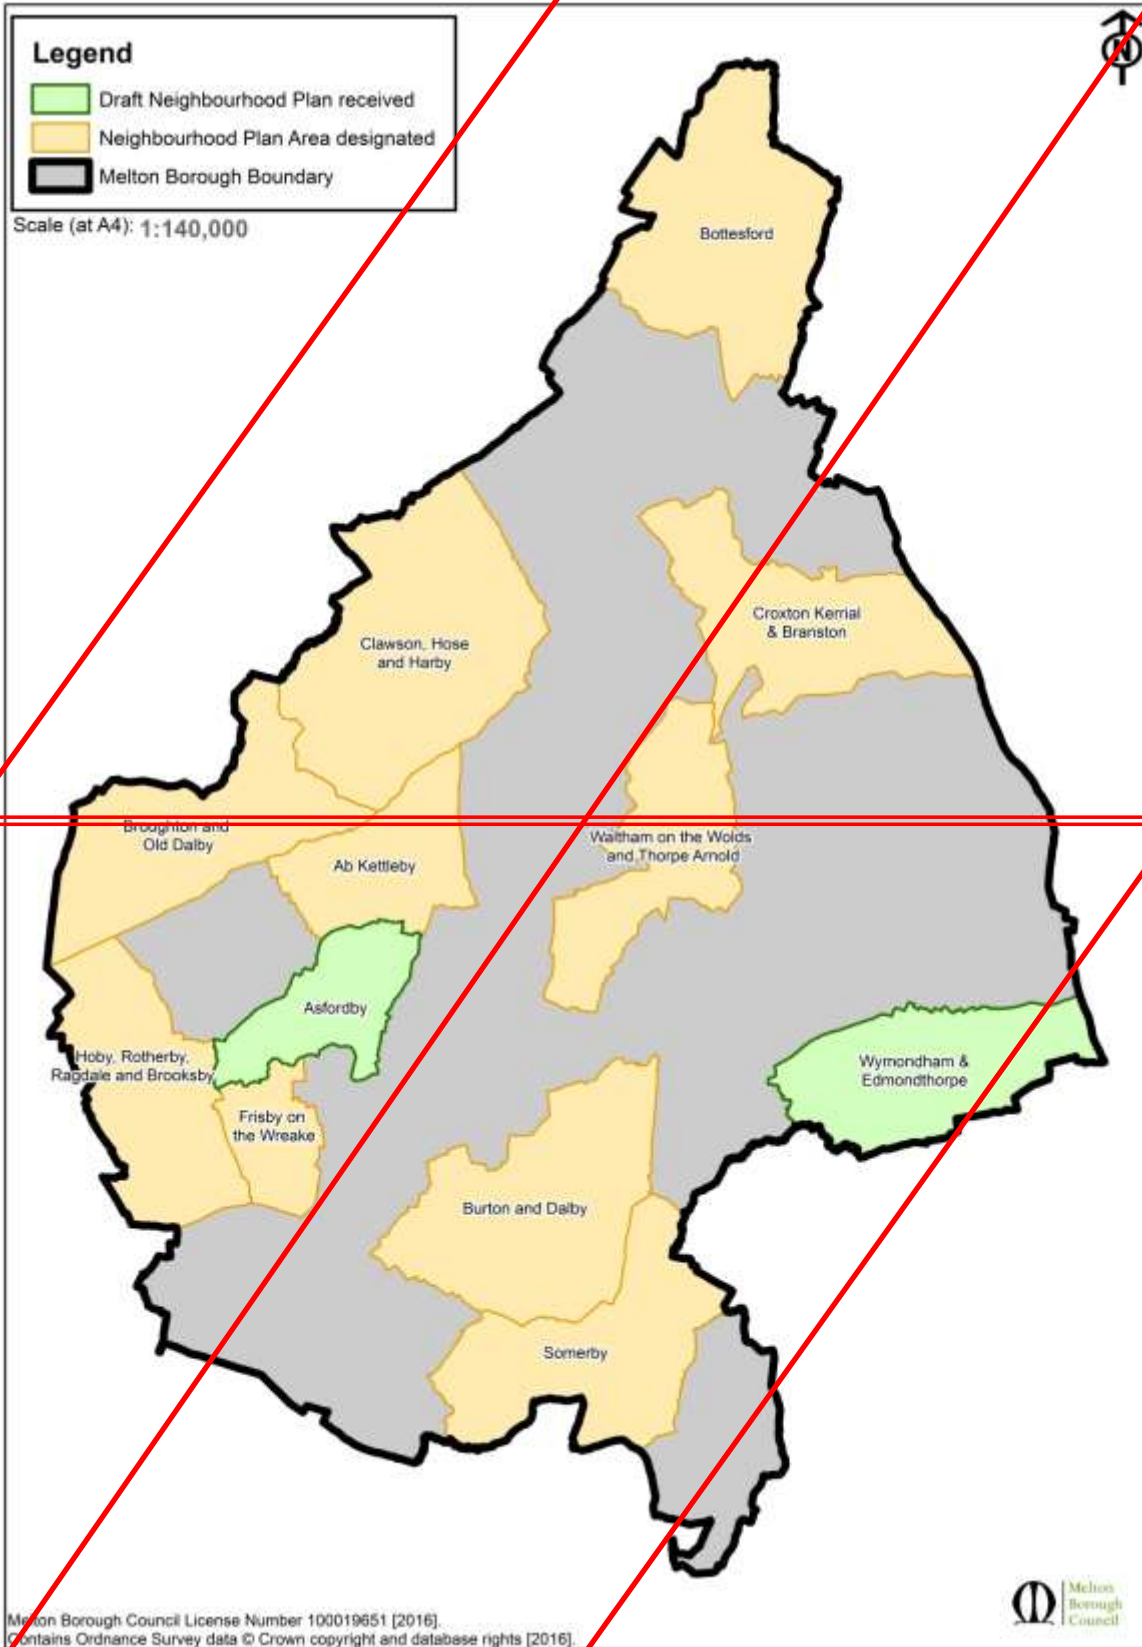 Legend
Draft Neighbourhood Plan received
Neighbourhood Plan Area designated
Melton Borough Boundary
Scale (at A4): 1:140,000
N
Bottesford
Croxton Kerrial
& Branston
Clawson, Hose
and Harby
Broughton and
Old Dalby
Waltham on the Wolds
and Thorpe Arnold
Ab Kettleby
Asfordby
Hoby, Rotherby,
Ragdale and Brooksby
Wymondham &
Edmondthorpe
Frisby on
the Wreake
Burton and Dalby
Somerby
Melton
Borough
Council
Melton Borough Council License Number 100019651 [2016].
Contains Ordnance Survey data © Crown copyright and database rights [2016].